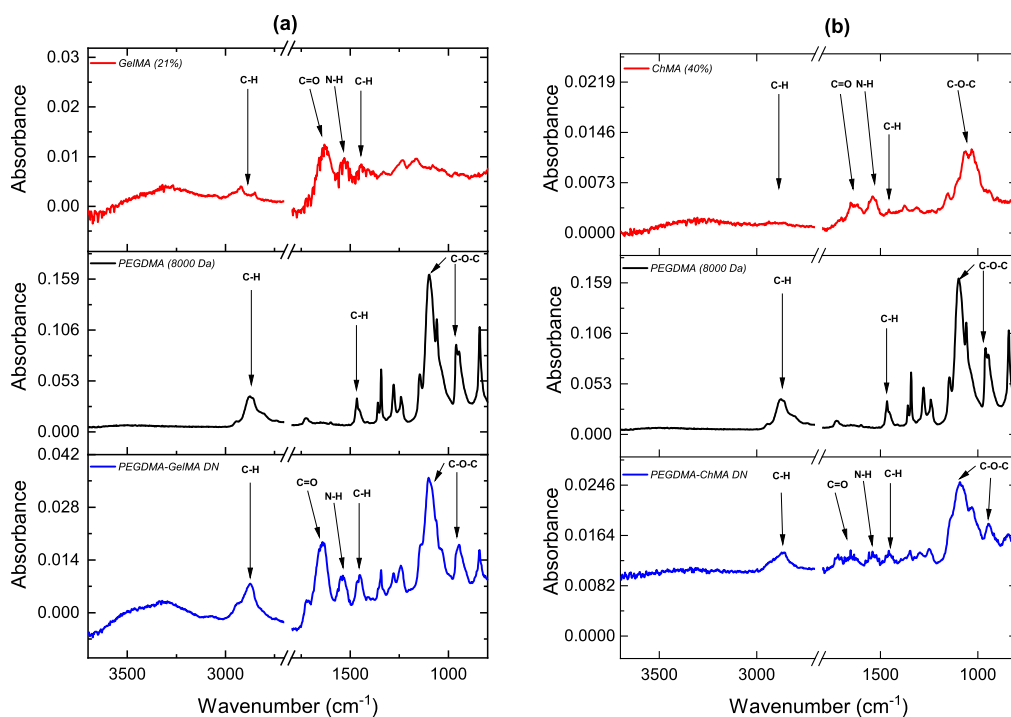 (a)
GelMA (21%)
C-H
C=O
N-H
C-H
0.03
0.02
0.01
0.00
Absorbance
PEGDMA (8000 Da)
C-H
C-H
C-O-C
0.159
0.106
0.053
0.000
Absorbance
PEGDMA-GelMA DN
C-H
C=O
N-H
C-H
C-O-C
0.042
0.028
0.014
0.000
Absorbance
3500
3000
1500
1000
Wavenumber (cm⁻¹)
(b)
ChMA (40%)
C-H
C=O
N-H
C-H
C-O-C
0.0219
0.0146
0.0073
0.0000
Absorbance
PEGDMA (8000 Da)
C-H
C-H
C-O-C
0.159
0.106
0.053
0.000
Absorbance
PEGDMA-ChMA DN
C-H
C=O
N-H
C-H
C-O-C
0.0246
0.0164
0.0082
0.0000
Absorbance
3500
3000
1500
1000
Wavenumber (cm⁻¹)